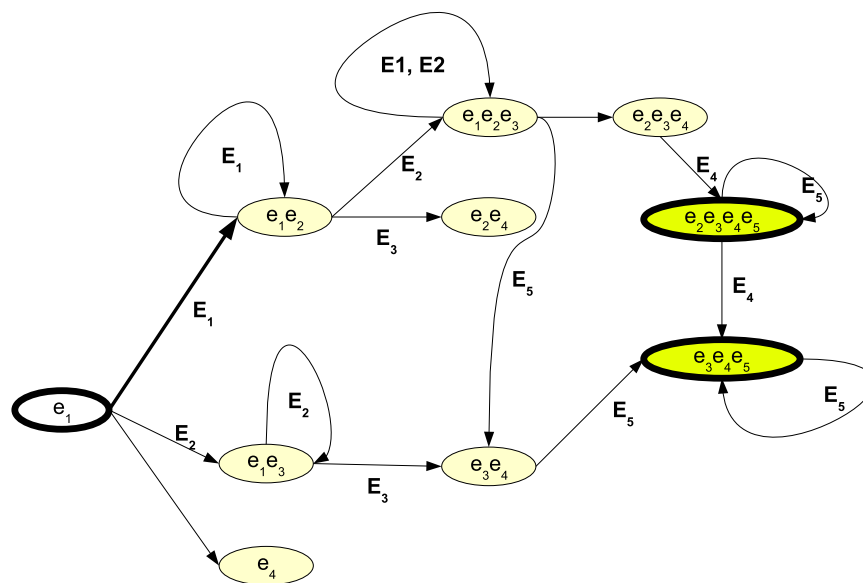 E1, E2
e₁e₂e₃
e₂e₃e₄
E₁
E₂
E₄
E₅
e₁e₂
e₂e₄
e₂e₃e₄e₅
E₃
E₅
E₄
E₁
e₃e₄e₅
E₂
E₅
e₁
E₂
E₅
e₁e₃
e₃e₄
E₃
e₄